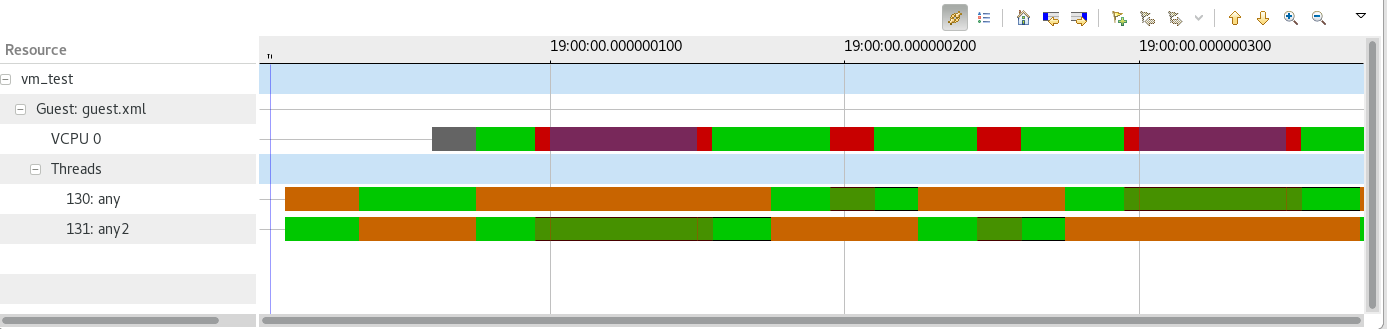 Resource
19:00:00.000000100 19:00:00.000000200 19:00:00.000000300
vm_test
Guest: guest.xml
VCPU 0
Threads
130: any
131: any2